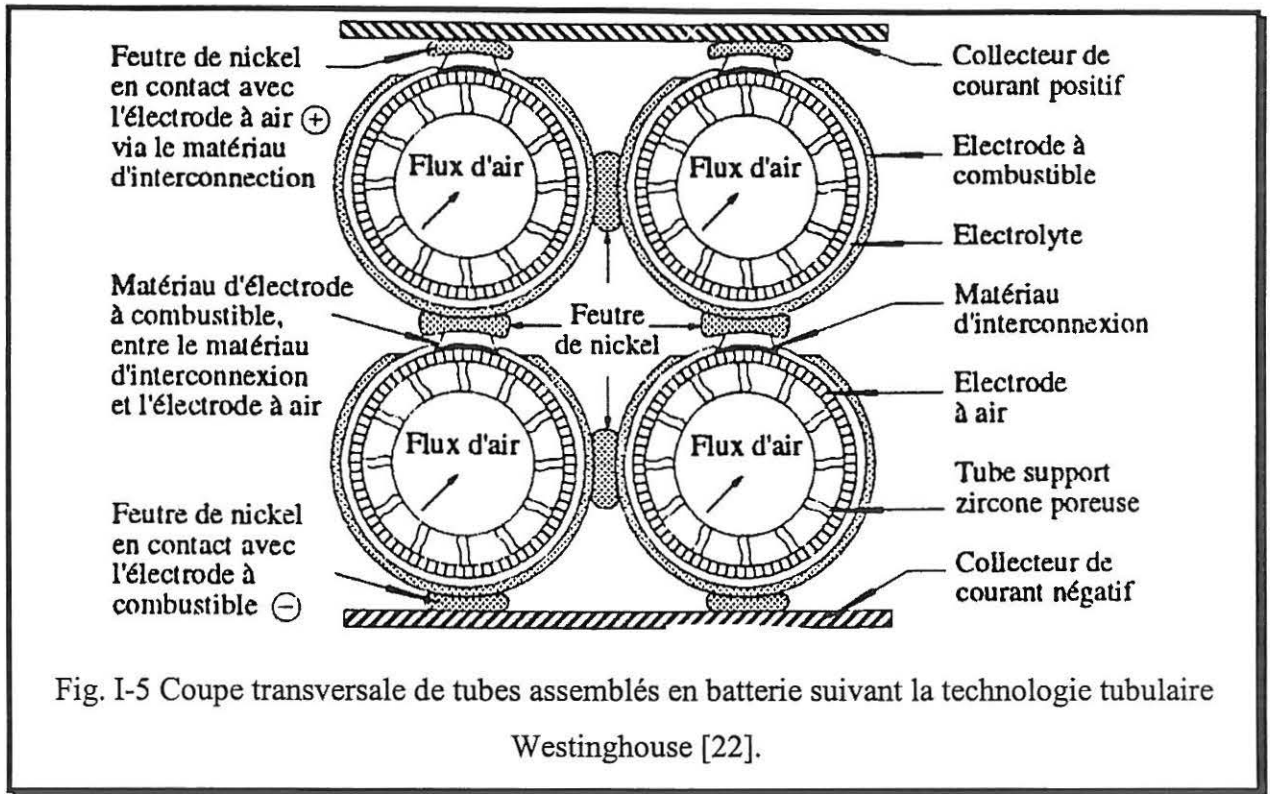 Feutre de nickel
en contact avec
l'électrode à air (+)
via le matériau
d'interconnection
Matériau d'électrode
à combustible,
entre le matériau
d'interconnexion
et l'électrode à air
Feutre de nickel
en contact avec
l'électrode à
combustible (−)
Flux d'air
Flux d'air
Feutre
de nickel
Flux d'air
Flux d'air
Collecteur de
courant positif
Electrode à
combustible
Electrolyte
Matériau
d'interconnexion
Electrode
à air
Tube support
zircone poreuse
Collecteur de
courant négatif
Fig. I-5 Coupe transversale de tubes assemblés en batterie suivant la technologie tubulaire
Westinghouse [22].